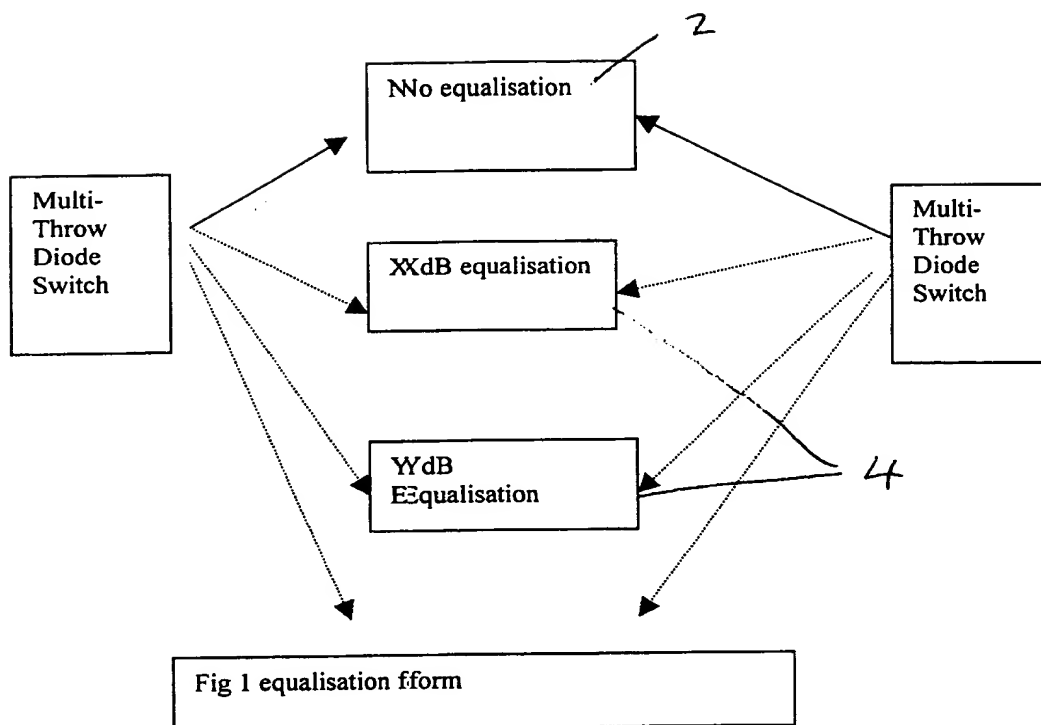 2
NNo equalisation
Multi-
Throw
Diode
Switch
XXdB equalisation
Multi-
Throw
Diode
Switch
YYdB
EEqualisation
4
Fig 1 equalisation fform